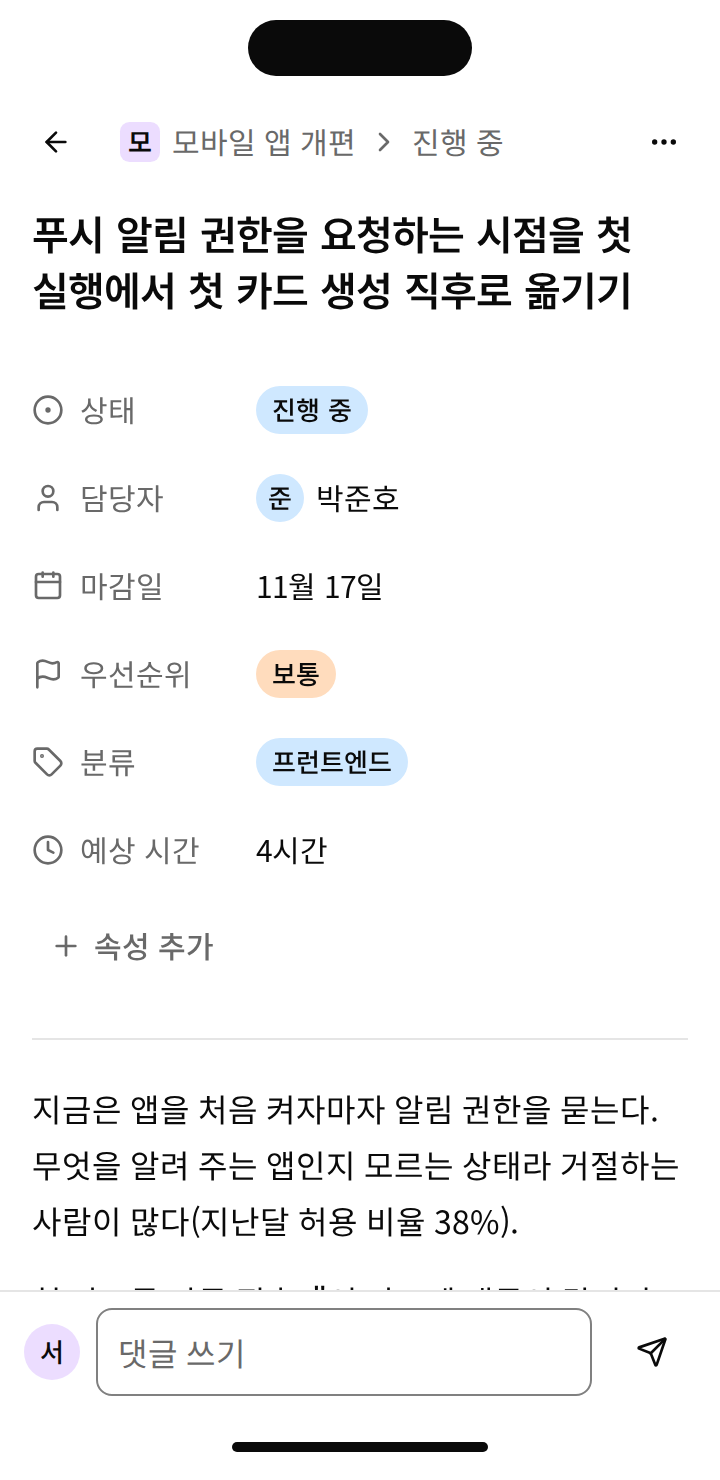 모 모바일 앱 개편 > 진행 중
푸시 알림 권한을 요청하는 시점을 첫
실행에서 첫 카드 생성 직후로 옮기기
상태 진행 중
담당자 준 박준호
마감일 11월 17일
우선순위 보통
분류 프런트엔드
예상 시간 4시간
+ 속성 추가
지금은 앱을 처음 켜자마자 알림 권한을 묻는다.
무엇을 알려 주는 앱인지 모르는 상태라 거절하는
사람이 많다(지난달 허용 비율 38%).
서 댓글 쓰기